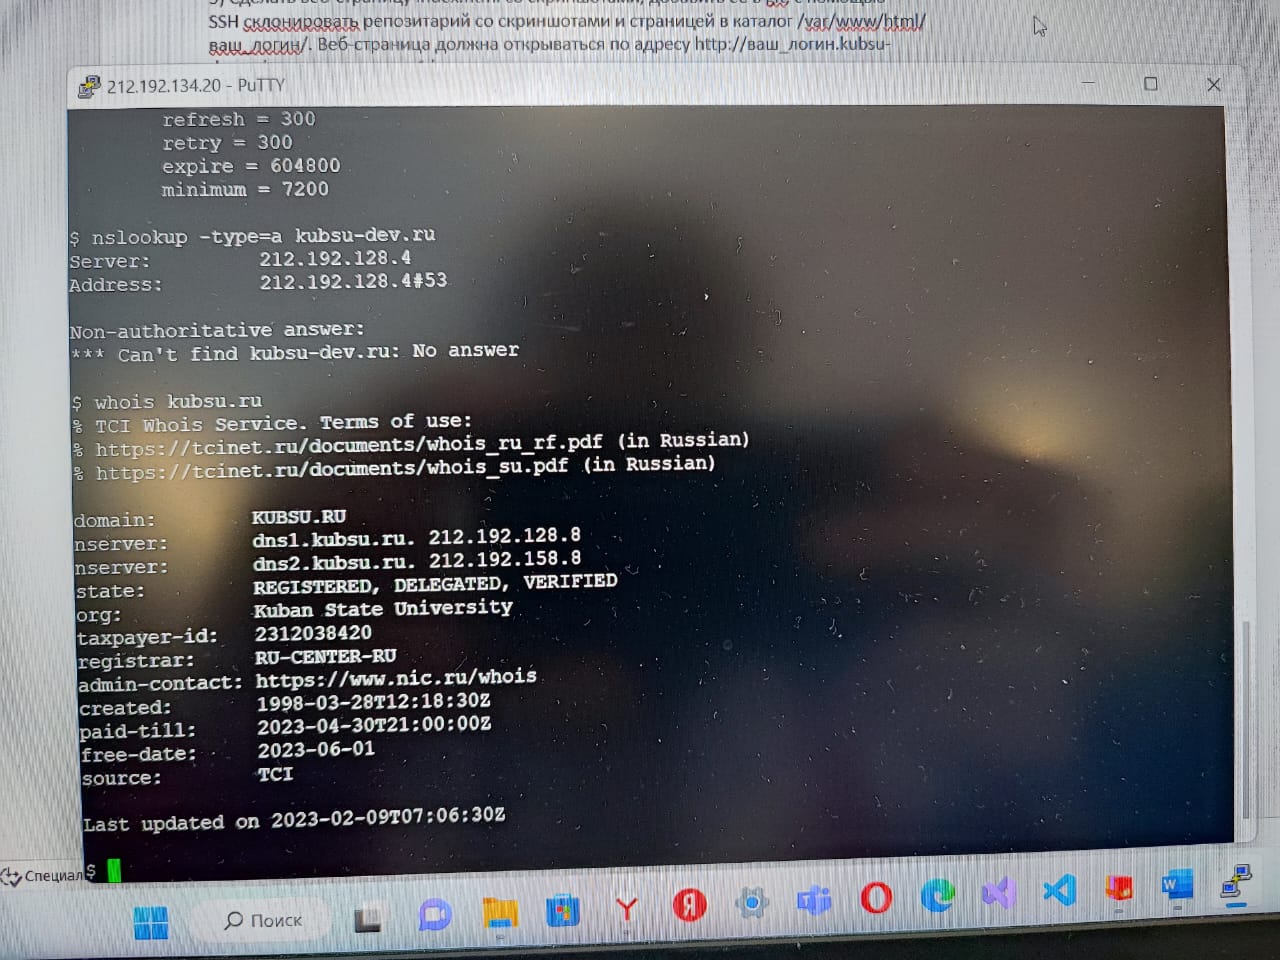 SSH склонировать репозитарий со скриншотами и страницей в каталог /var/www/html/
ваш_логин/. Веб-страница должна открываться по адресу http://ваш_логин.kubsu-
212.192.134.20 - PuTTY
refresh = 300
retry = 300
expire = 604800
minimum = 7200
$ nslookup -type=a kubsu-dev.ru
Server: 212.192.128.4
Address: 212.192.128.4#53
Non-authoritative answer:
*** Can't find kubsu-dev.ru: No answer
$ whois kubsu.ru
% TCI Whois Service. Terms of use:
% https://tcinet.ru/documents/whois_ru_rf.pdf (in Russian)
% https://tcinet.ru/documents/whois_su.pdf (in Russian)
domain: KUBSU.RU
nserver: dns1.kubsu.ru. 212.192.128.8
nserver: dns2.kubsu.ru. 212.192.158.8
state: REGISTERED, DELEGATED, VERIFIED
org: Kuban State University
taxpayer-id: 2312038420
registrar: RU-CENTER-RU
admin-contact: https://www.nic.ru/whois
created: 1998-03-28T12:18:30Z
paid-till: 2023-04-30T21:00:00Z
free-date: 2023-06-01
source: TCI
Last updated on 2023-02-09T07:06:30Z
$
Специал
Поиск